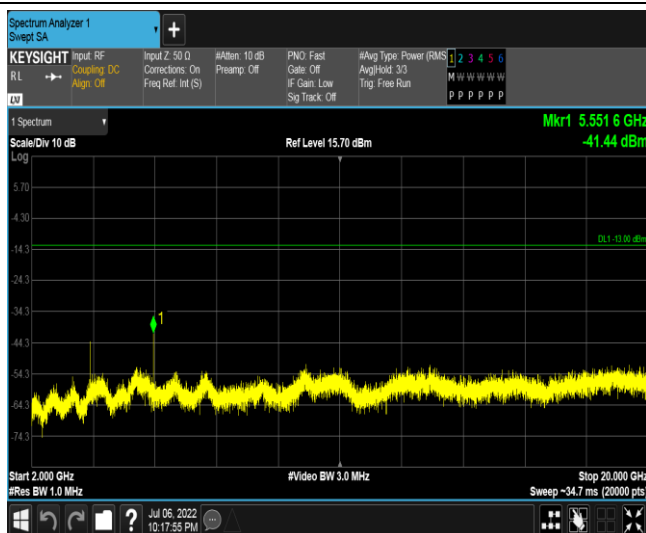 Spectrum Analyzer 1
Swept SA
+
KEYSIGHT
RL
LXI
Input: RF
Coupling: DC
Align: Off
Input Z: 50 Ω
Corrections: On
Freq Ref: Int (S)
#Atten: 10 dB
Preamp: Off
PNO: Fast
Gate: Off
IF Gain: Low
Sig Track: Off
#Avg Type: Power (RMS
Avg|Hold: 3/3
Trig: Free Run
1 2 3 4 5 6
M W W W W W
P P P P P P
1 Spectrum
Mkr1 5.551 6 GHz
Scale/Div 10 dB
Ref Level 15.70 dBm
-41.44 dBm
Log
5.70
-4.30
DL1 -13.00 dBm
-14.3
-24.3
-34.3
1
-44.3
-54.3
-64.3
-74.3
Start 2.000 GHz
#Video BW 3.0 MHz
Stop 20.000 GHz
#Res BW 1.0 MHz
Sweep ~34.7 ms (20000 pts)
?
Jul 06, 2022
10:17:55 PM